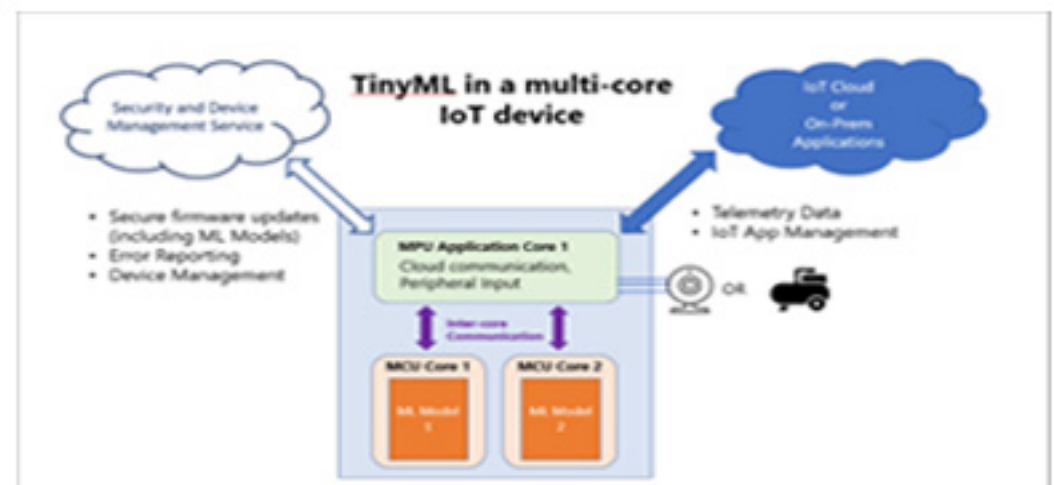 TinyML in a multi-core
IoT device
Security and Device
Management Service
IoT Cloud
or
On-Prem
Applications
• Secure firmware updates
(including ML Models)
• Error Reporting
• Device Management
• Telemetry Data
• IoT App Management
MPU Application Core 1
Cloud communication,
Peripheral Input
OR
Inter-core
Communication
MCU Core 1
MCU Core 2
ML Model
1
ML Model
2